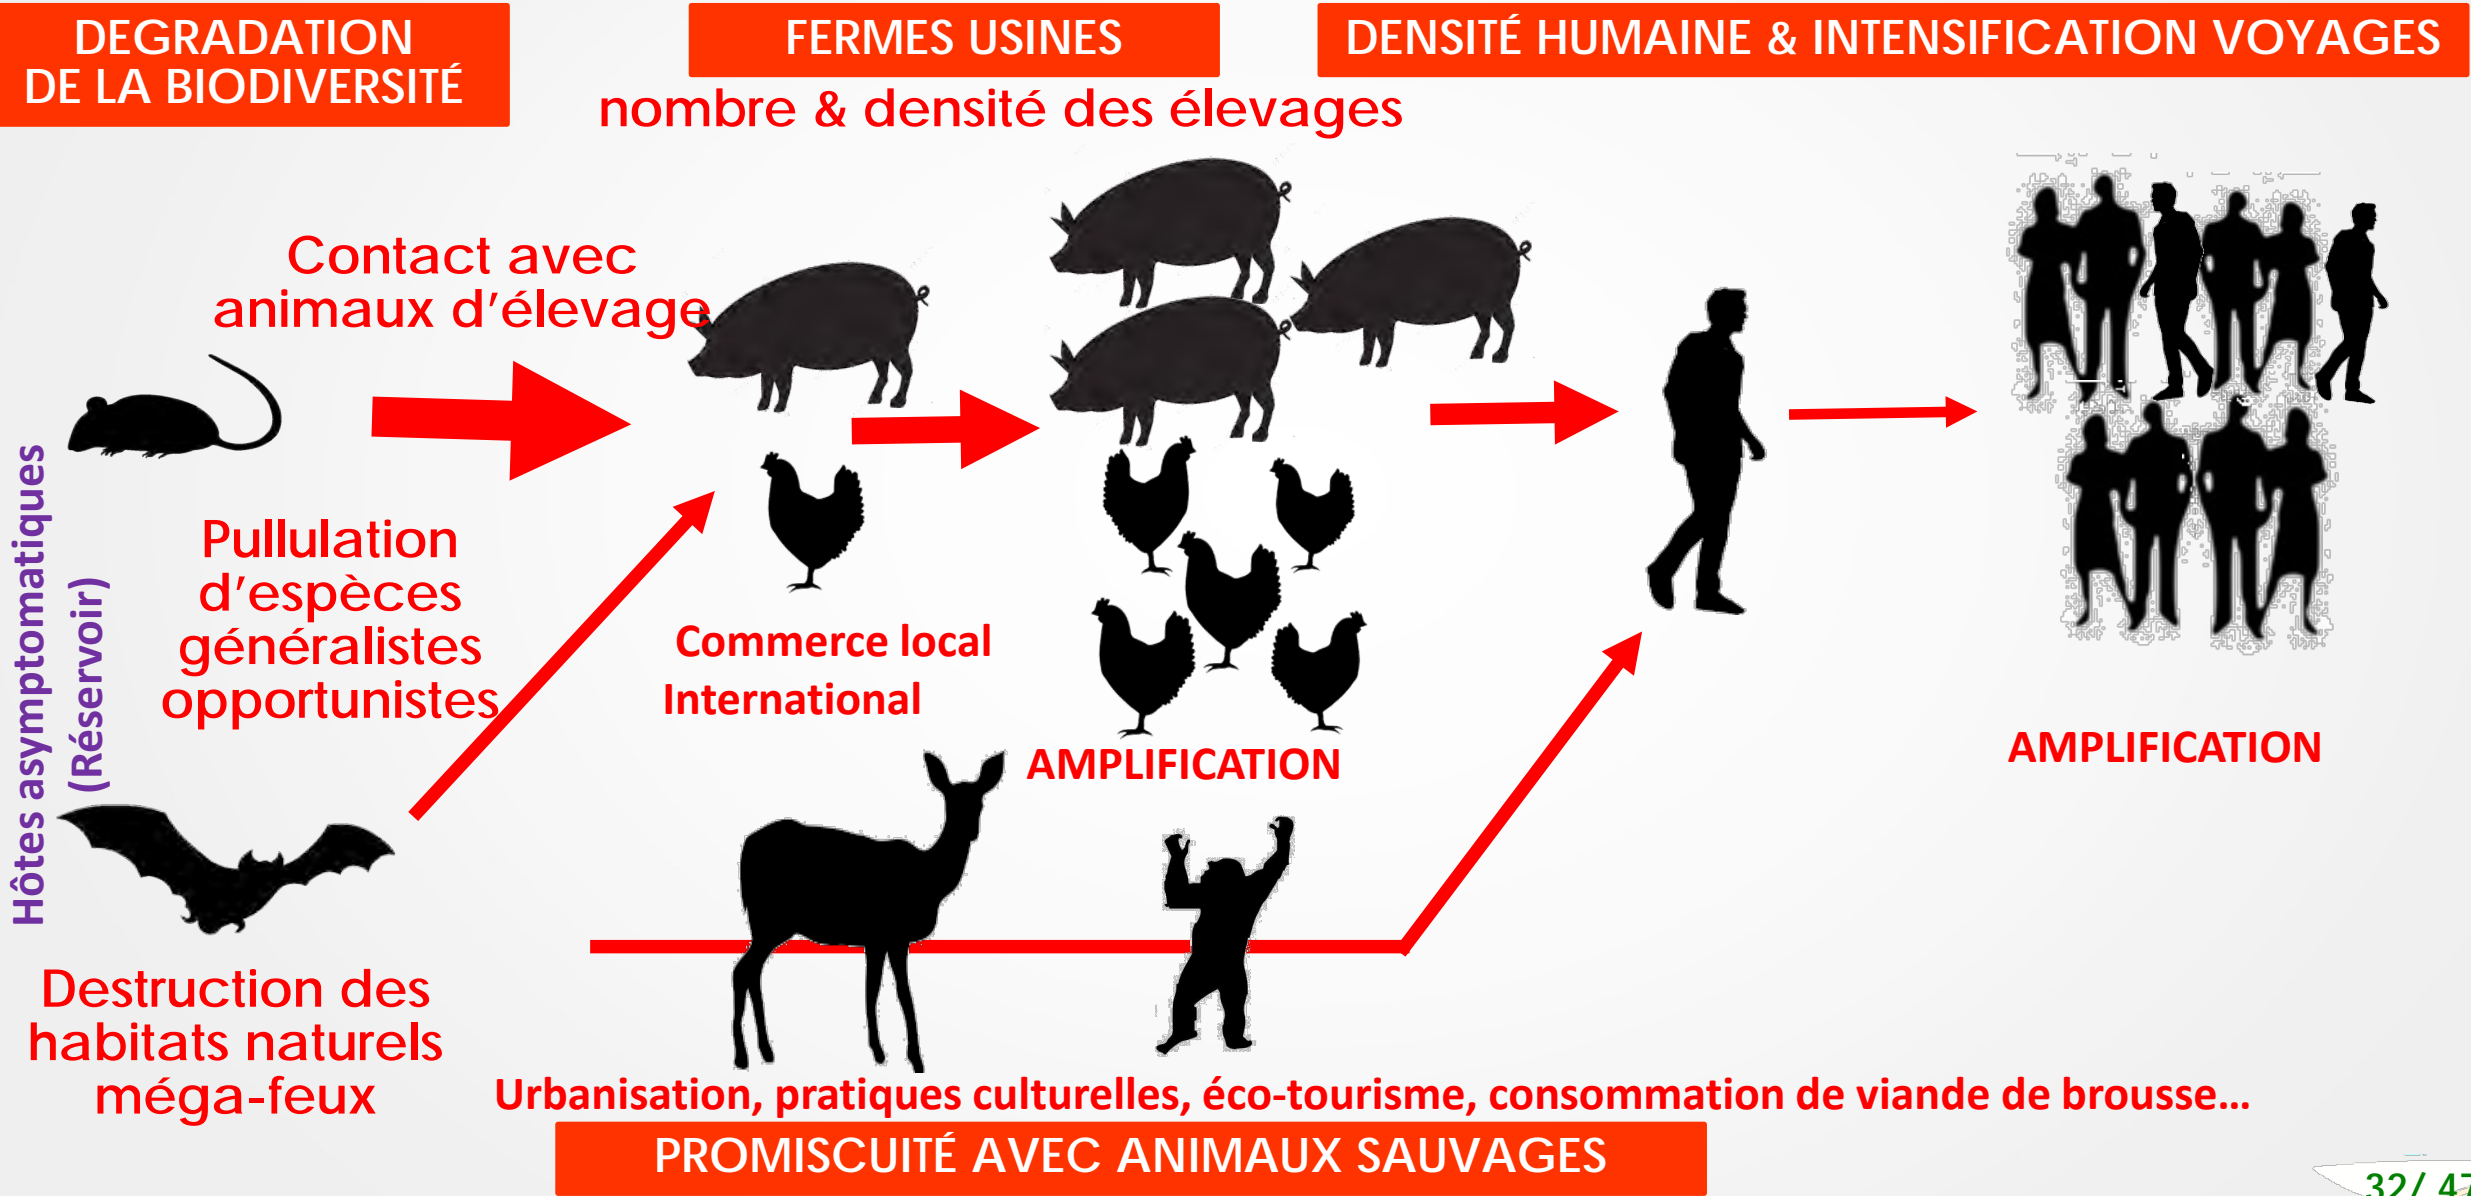 DEGRADATION
DE LA BIODIVERSITÉ
FERMES USINES
DENSITÉ HUMAINE & INTENSIFICATION VOYAGES
nombre & densité des élevages
Contact avec
animaux d’élevage
Hôtes asymptomatiques
(Réservoir)
Pullulation
d’espèces
généralistes
opportunistes
Commerce local
International
AMPLIFICATION
AMPLIFICATION
Destruction des
habitats naturels
méga-feux
Urbanisation, pratiques culturelles, éco-tourisme, consommation de viande de brousse...
PROMISCUITÉ AVEC ANIMAUX SAUVAGES
32/ 47